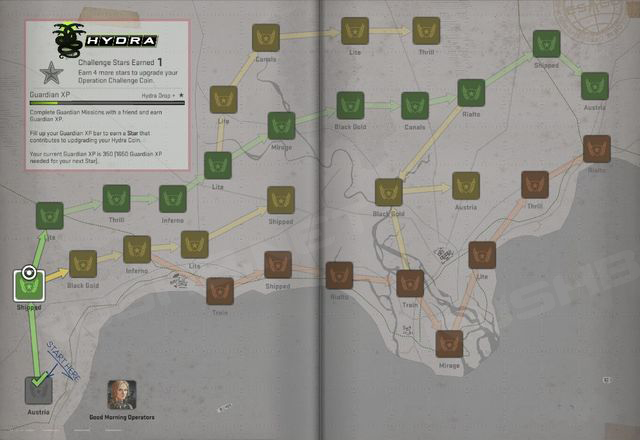 HYDRA
Challenge Stars Earned 1
Earn 4 more stars to upgrade your
Operation Challenge Coin.
Guardian XP
Hydra Drop +
Complete Guardian Missions with a friend and earn
Guardian XP.
Fill up your Guardian XP bar to earn a Star that
contributes to upgrading your Hydra Coin.
Your current Guardian XP is 350 (1650 Guardian XP
needed for your next Star).
Canals
Lite
Thrill
Shipped
Austria
Lite
Mirage
Black Gold
Canals
Rialto
Rialto
Lite
Lite
Thrill
Inferno
Shipped
Black Gold
Austria
Thrill
Shipped
Black Gold
Inferno
Lite
Train
Shipped
Rialto
Train
Lite
Mirage
START HERE
Austria
Good Morning Operators